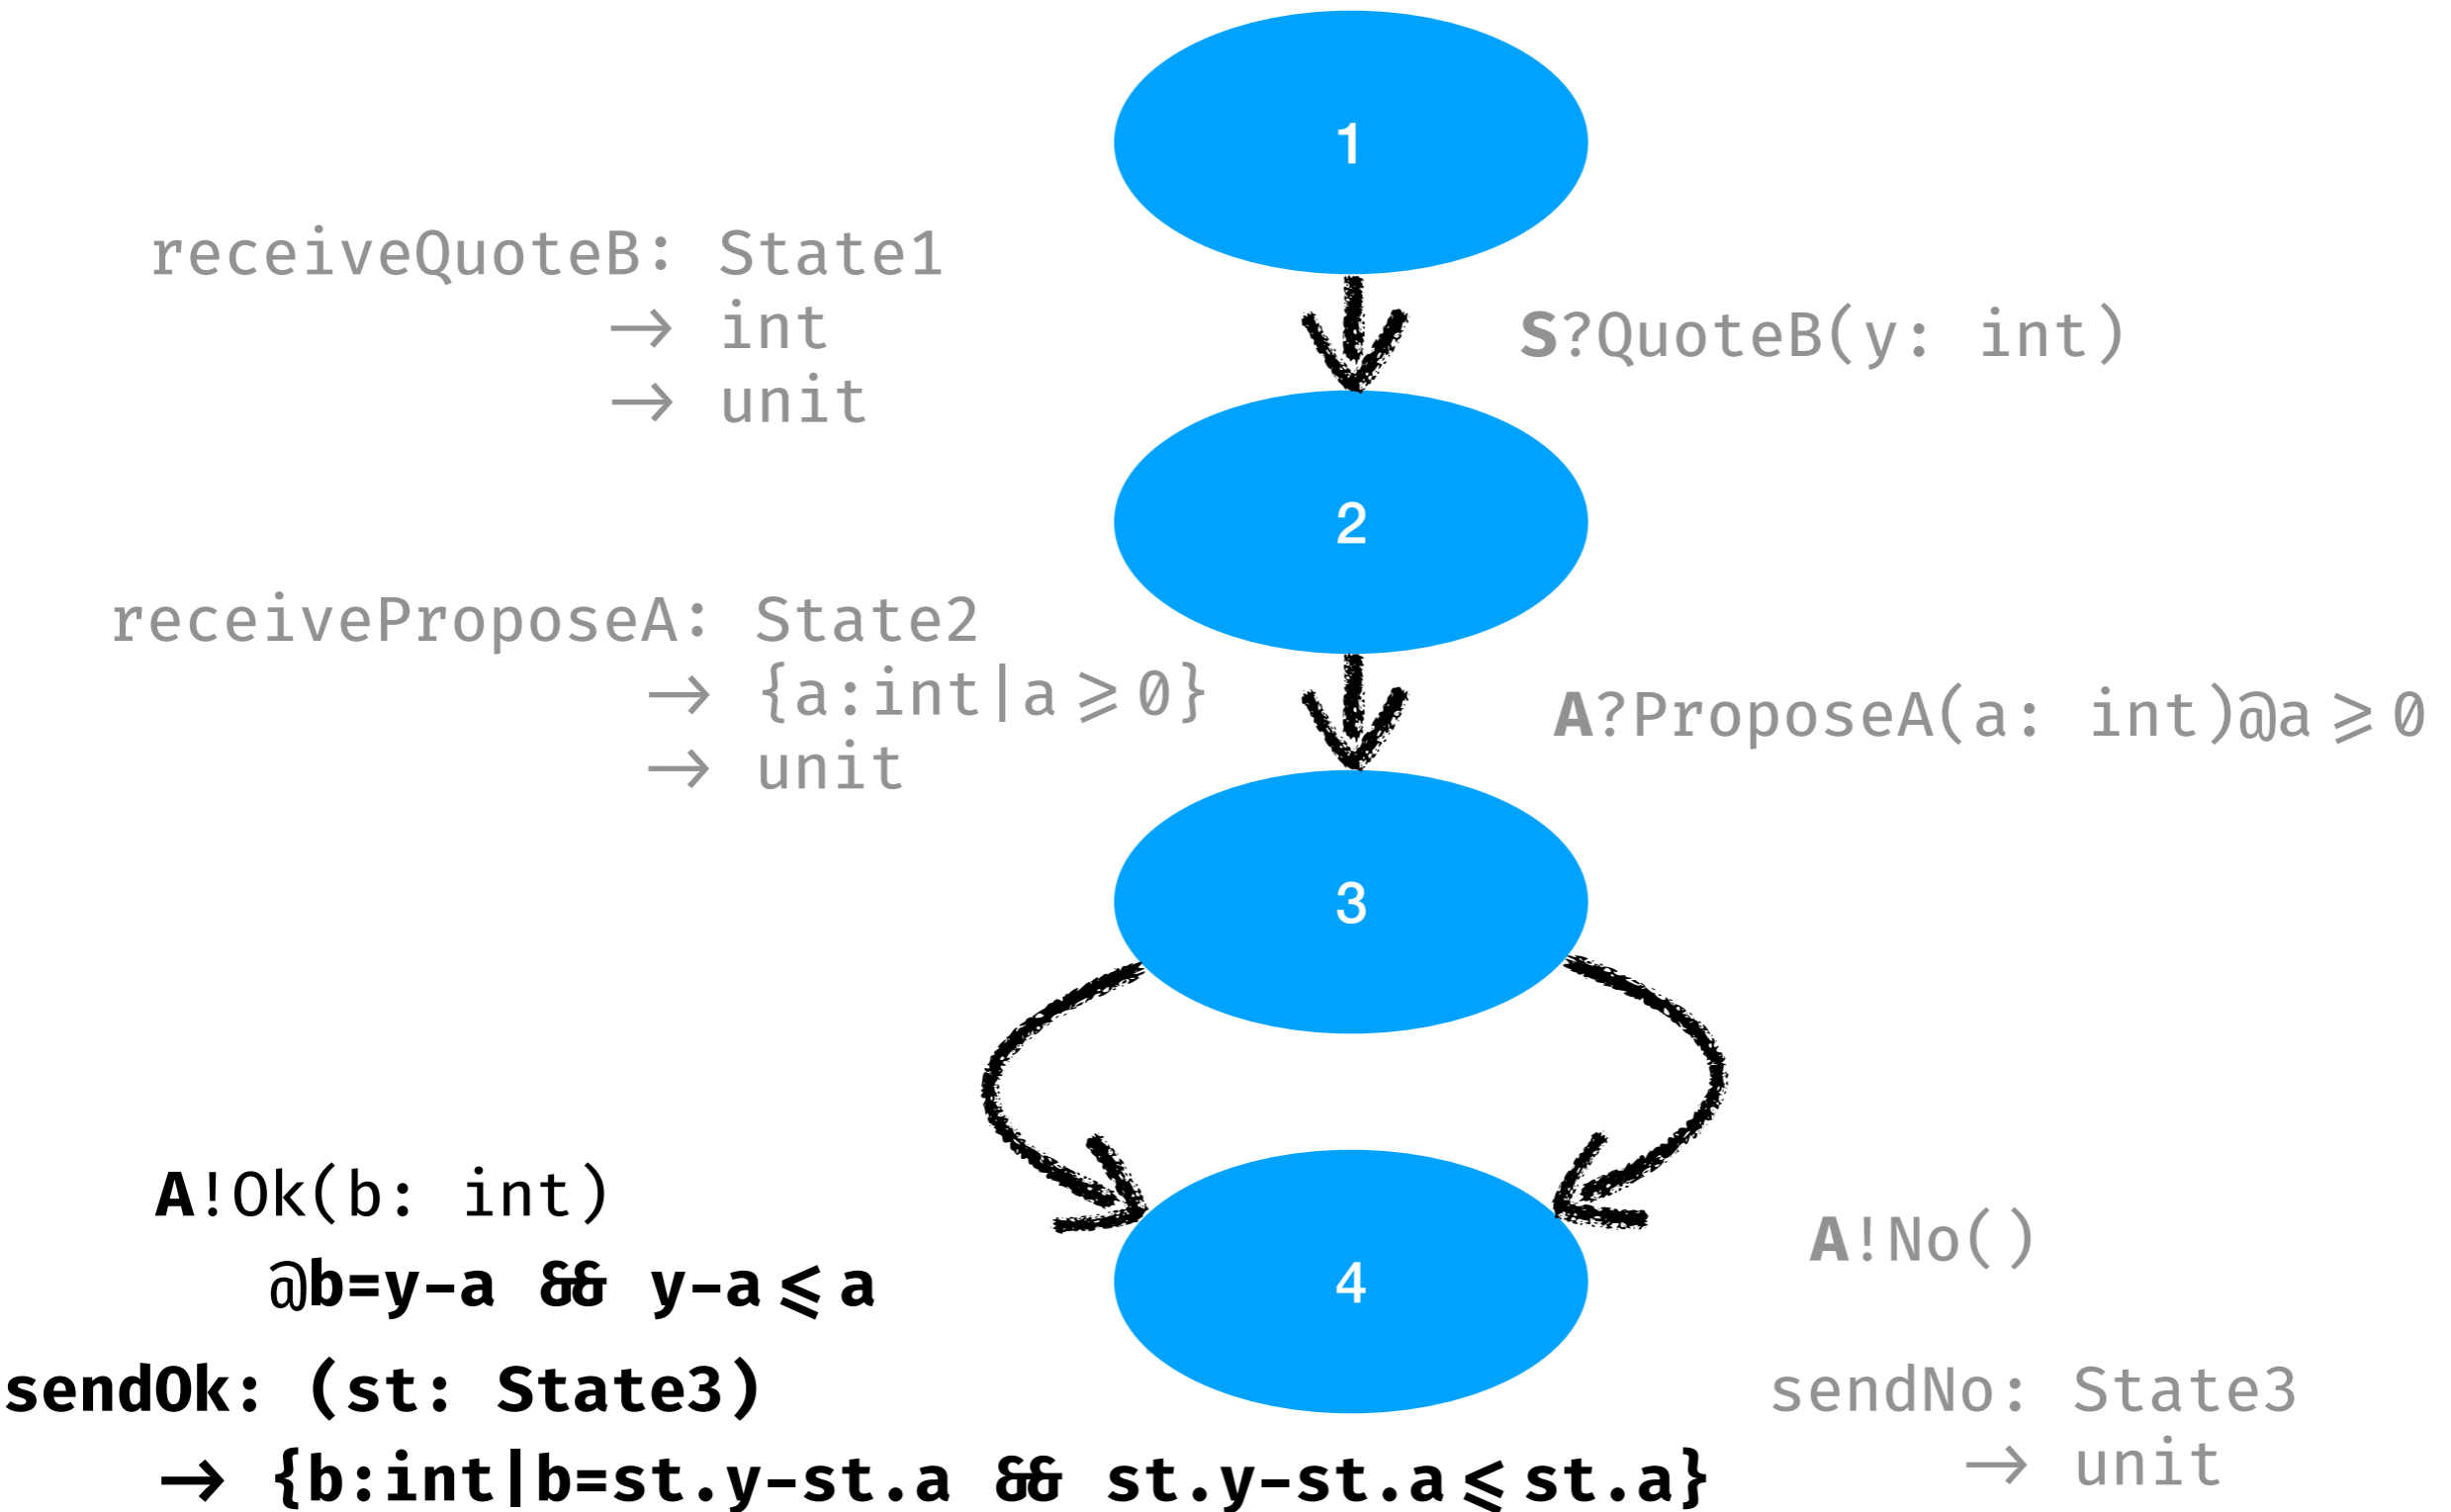 1
receiveQuoteB: State1
→ int
→ unit
S?QuoteB(y: int)
2
receiveProposeA: State2
→ {a:int|a⩾0}
→ unit
A?ProposeA(a: int)@a⩾0
3
A!Ok(b: int)
@b=y-a && y-a⩽a
sendOk: (st: State3)
→ {b:int|b=st.y-st.a && st.y-st.a⩽st.a}
4
A!No()
sendNo: State3
→ unit